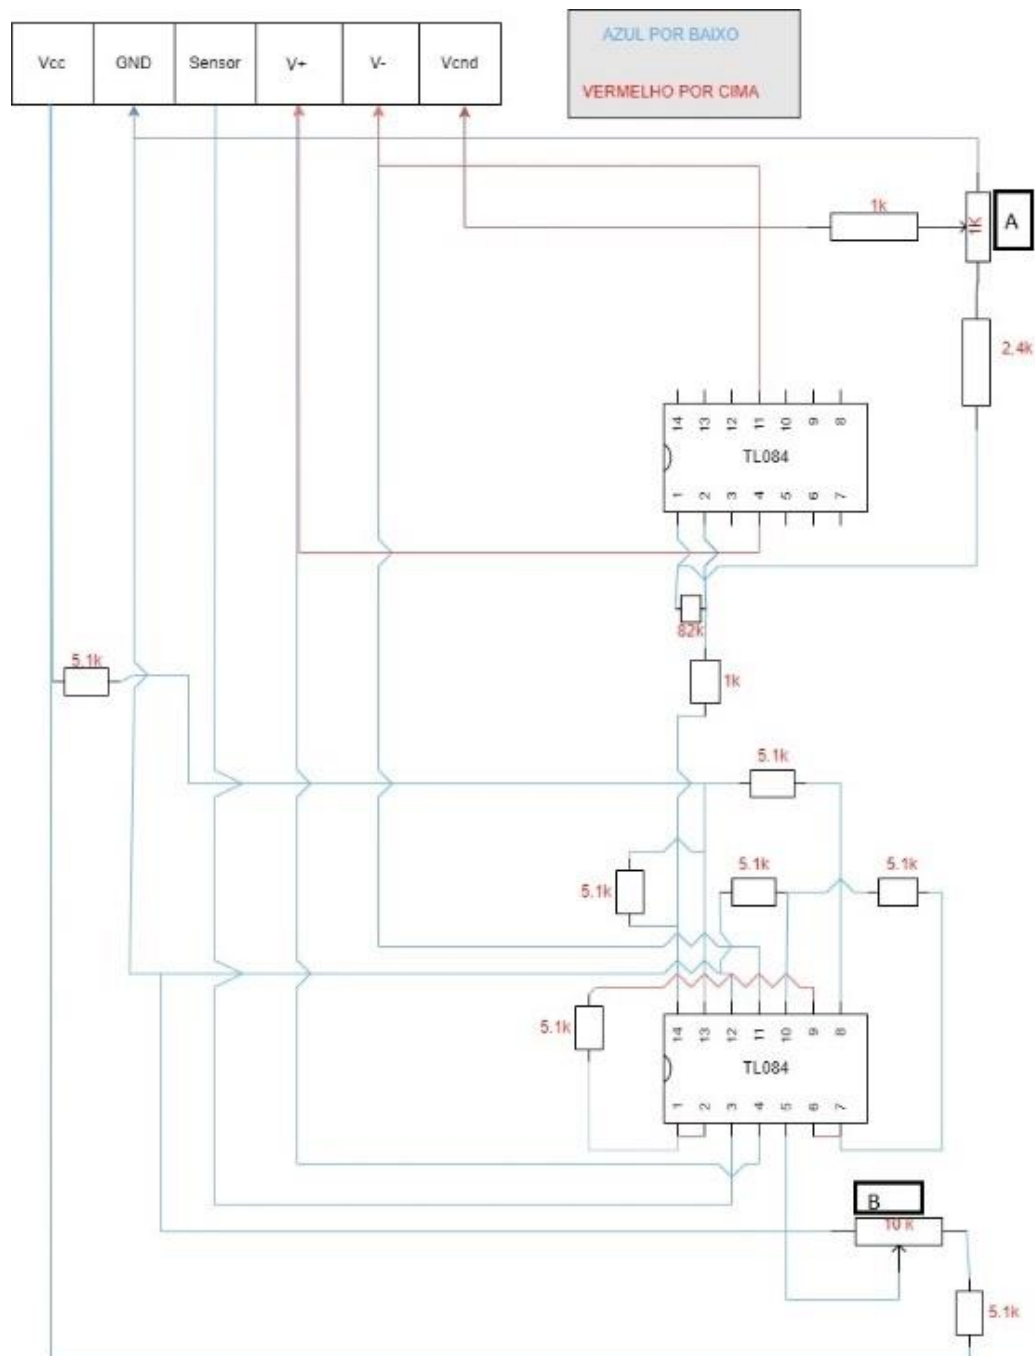 AZUL POR BAIXO
Vcc GND Sensor V+ V- Vcnd
VERMELHO POR CIMA
1k
1K
A
2,4k
14 13 12 11 10 9 8
TL084
1 2 3 4 5 6 7
82k
5.1k
1k
5.1k
5.1k
5.1k
5.1k
5.1k
14 13 12 11 10 9 8
TL084
1 2 3 4 5 6 7
B
10 K
5.1k